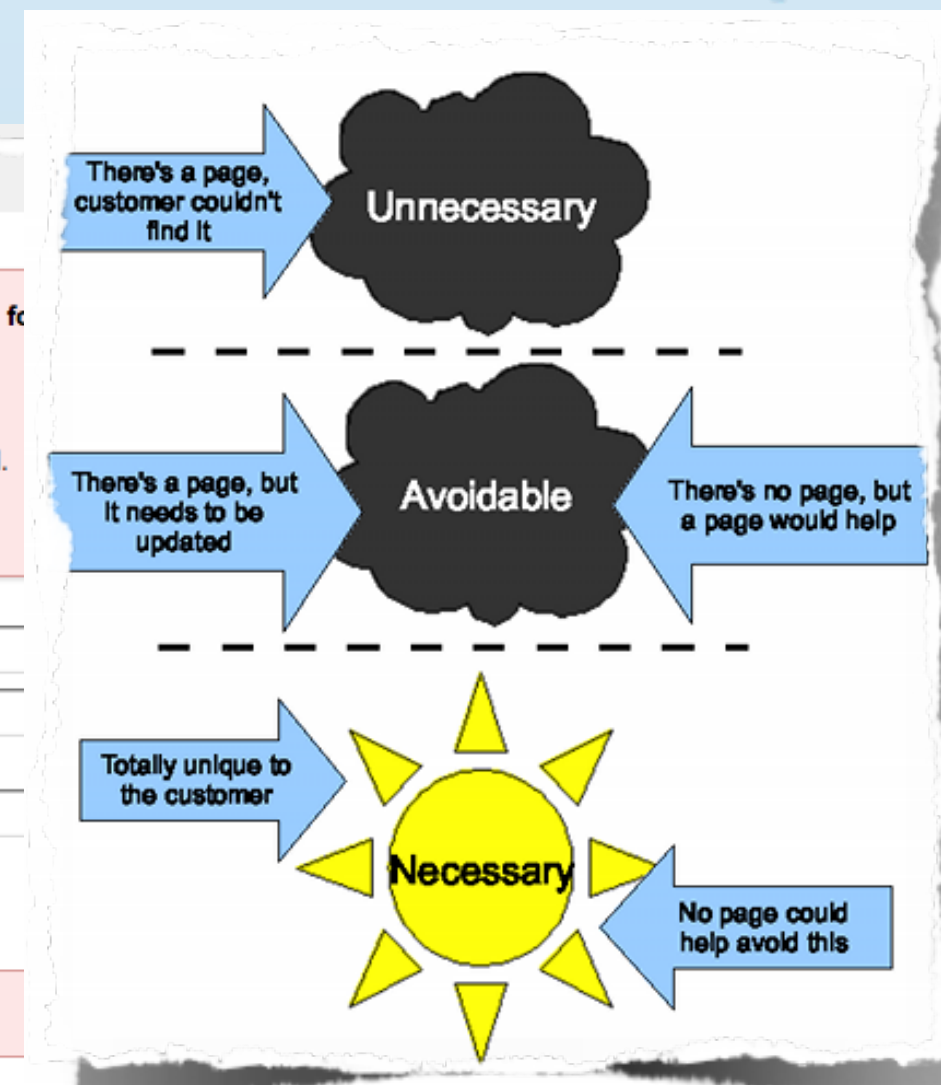 There's a page,
customer couldn't
find it
Unnecessary
fo
There's a page, but
it needs to be
updated
Avoidable
There's no page, but
a page would help
Totally unique to
the customer
Necessary
No page could
help avoid this